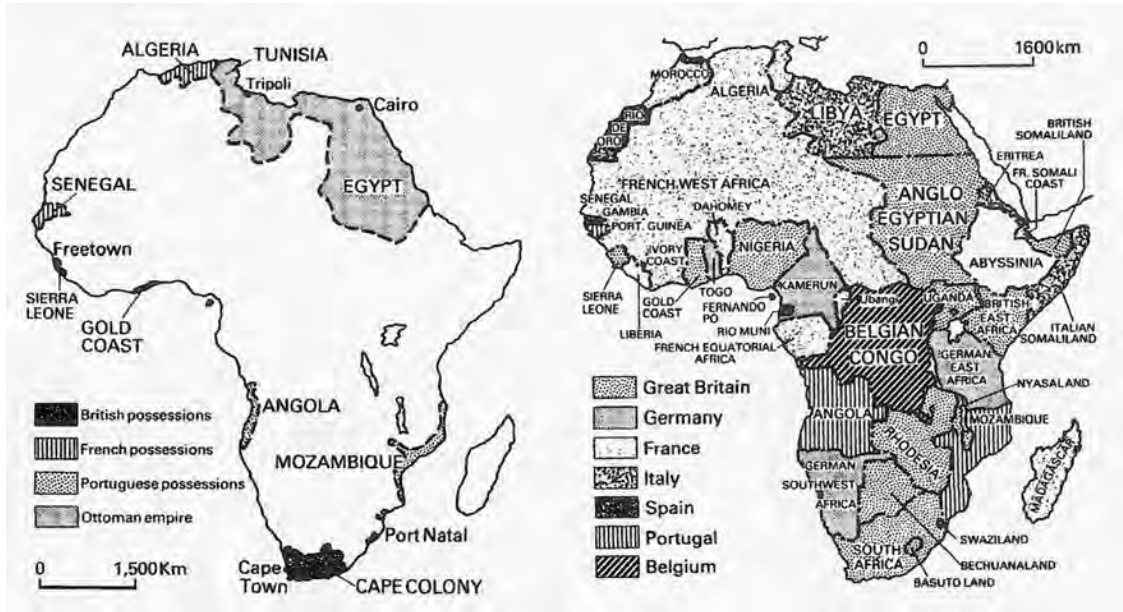 ALGERIA
TUNISIA
Tripoli
Cairo
EGYPT
SENEGAL
Freetown
SIERRA
LEONE
GOLD
COAST
ANGOLA
MOZAMBIQUE
Port Natal
Cape
Town
CAPE COLONY
British possessions
French possessions
Portuguese possessions
Ottoman empire
0 1,500Km
0 1600km
MOROCCO
ALGERIA
LIBYA
EGYPT
RIO
DE
ORO
BRITISH
SOMALILAND
ERITREA
FR. SOMALI
COAST
FRENCH WEST AFRICA
ANGLO
EGYPTIAN
SUDAN
SENEGAL
GAMBIA
PORT. GUINEA
DAHOMEY
IVORY
COAST
NIGERIA
ABYSSINIA
SIERRA
LEONE
LIBERIA
GOLD
COAST
TOGO
FERNANDO
PO
KAMERUN
Ubangi
RIO MUNI
FRENCH EQUATORIAL
AFRICA
UGANDA
BRITISH
EAST
AFRICA
ITALIAN
SOMALILAND
BELGIAN
CONGO
GERMAN
EAST
AFRICA
NYASALAND
ANGOLA
MOZAMBIQUE
RHODESIA
MADAGASCAR
GERMAN
SOUTHWEST
AFRICA
SWAZILAND
BECHUANALAND
SOUTH
AFRICA
BASUTO LAND
Great Britain
Germany
France
Italy
Spain
Portugal
Belgium